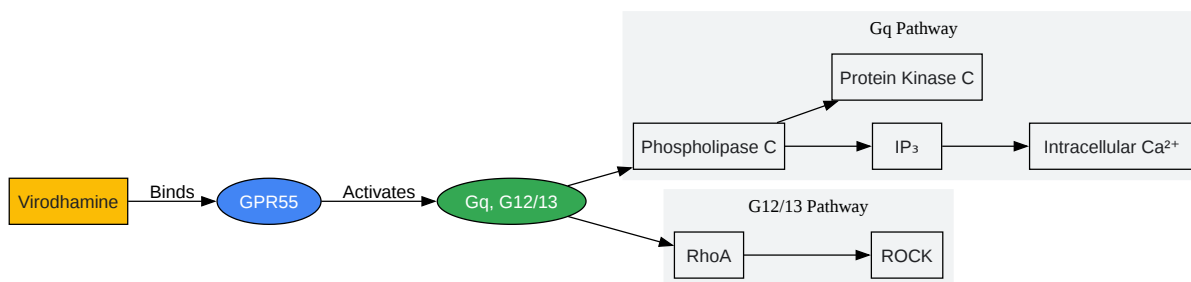 Gq Pathway
Protein Kinase C
Phospholipase C
IP₃
Intracellular Ca²⁺
Virodhamine
Binds
GPR55
Activates
Gq, G12/13
G12/13 Pathway
RhoA
ROCK